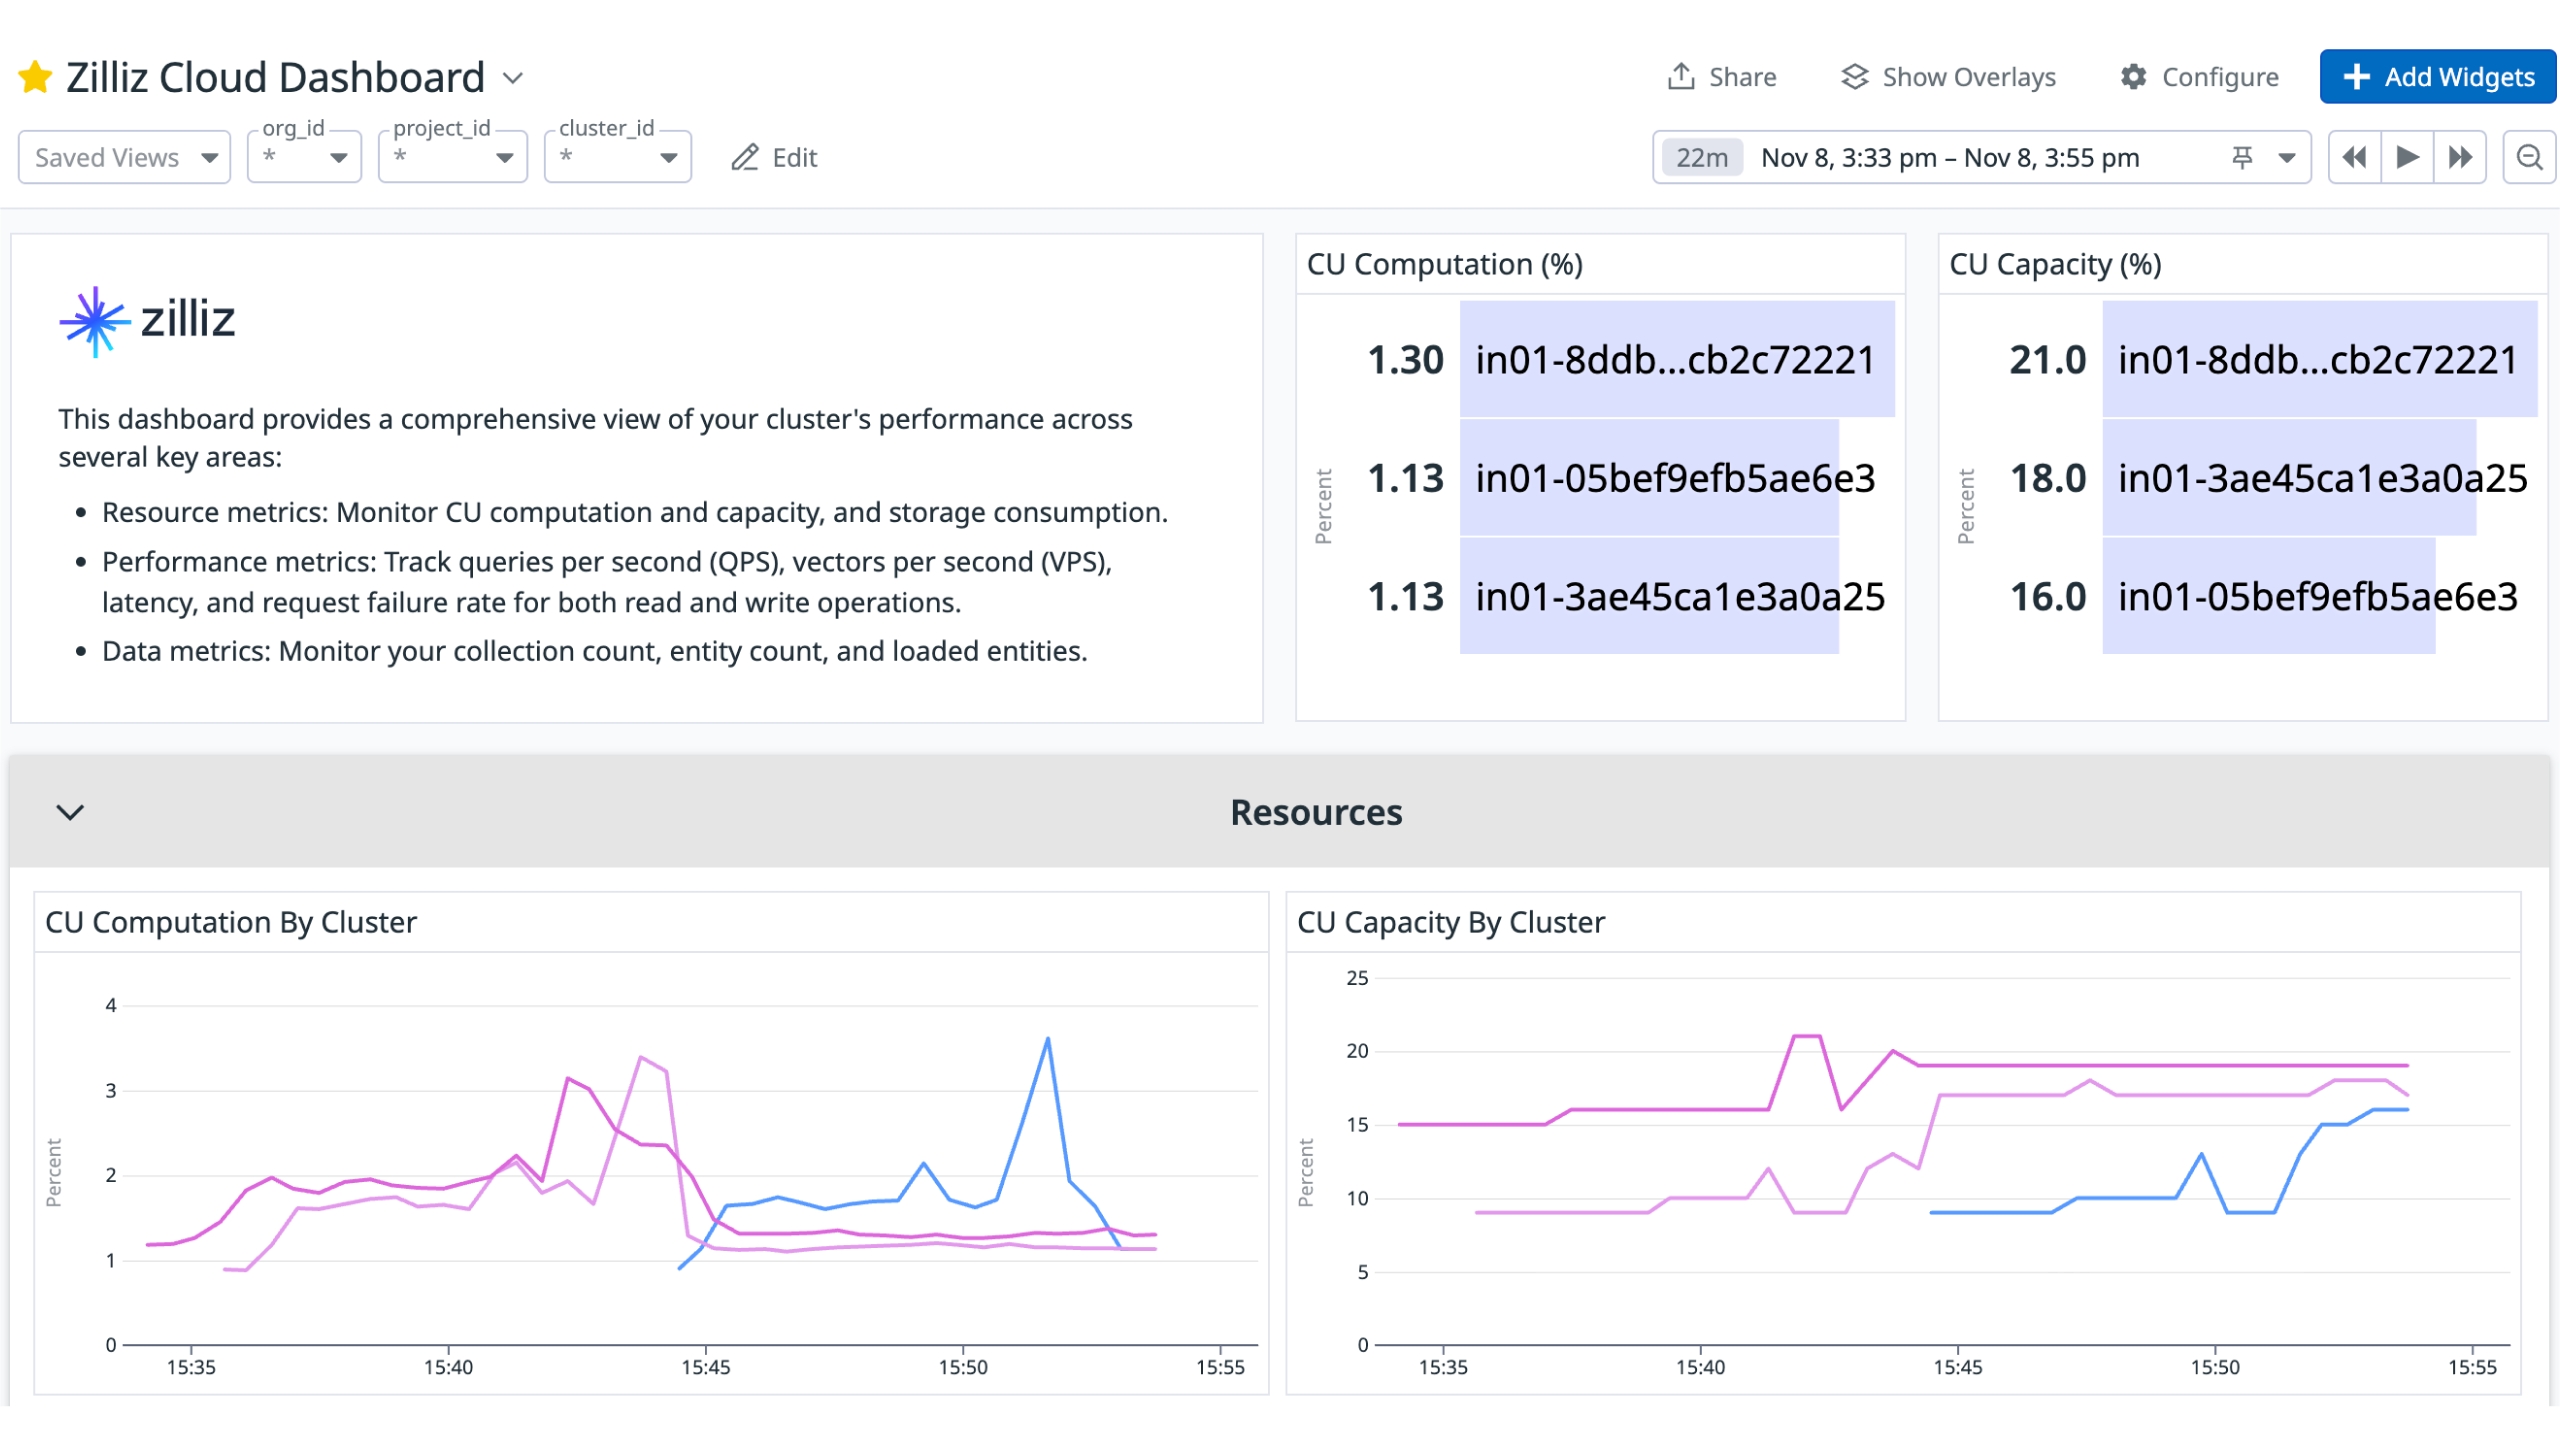 Zilliz Cloud Dashboard
Share
Show Overlays
Configure
Add Widgets
Saved Views
org_id
*
project_id
*
cluster_id
*
Edit
22m Nov 8, 3:33 pm – Nov 8, 3:55 pm
zilliz
This dashboard provides a comprehensive view of your cluster's performance across
several key areas:
• Resource metrics: Monitor CU computation and capacity, and storage consumption.
• Performance metrics: Track queries per second (QPS), vectors per second (VPS),
latency, and request failure rate for both read and write operations.
• Data metrics: Monitor your collection count, entity count, and loaded entities.
CU Computation (%)
Percent
1.30 in01-8ddb...cb2c72221
1.13 in01-05bef9efb5ae6e3
1.13 in01-3ae45ca1e3a0a25
CU Capacity (%)
Percent
21.0 in01-8ddb...cb2c72221
18.0 in01-3ae45ca1e3a0a25
16.0 in01-05bef9efb5ae6e3
Resources
CU Computation By Cluster
Percent
4
3
2
1
0
15:35 15:40 15:45 15:50 15:55
CU Capacity By Cluster
Percent
25
20
15
10
5
0
15:35 15:40 15:45 15:50 15:55